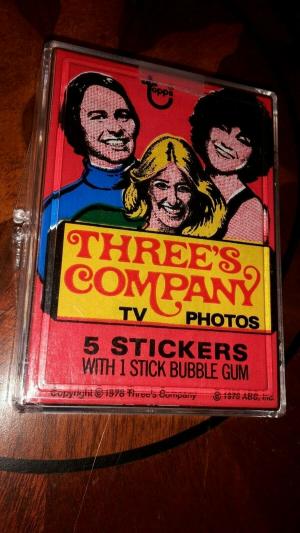 Topps
THREE'S
COMPANY
TV PHOTOS
5 STICKERS
WITH 1 STICK BUBBLE GUM
Copyright © 1978 Three's Company © 1978 ABC, Inc.